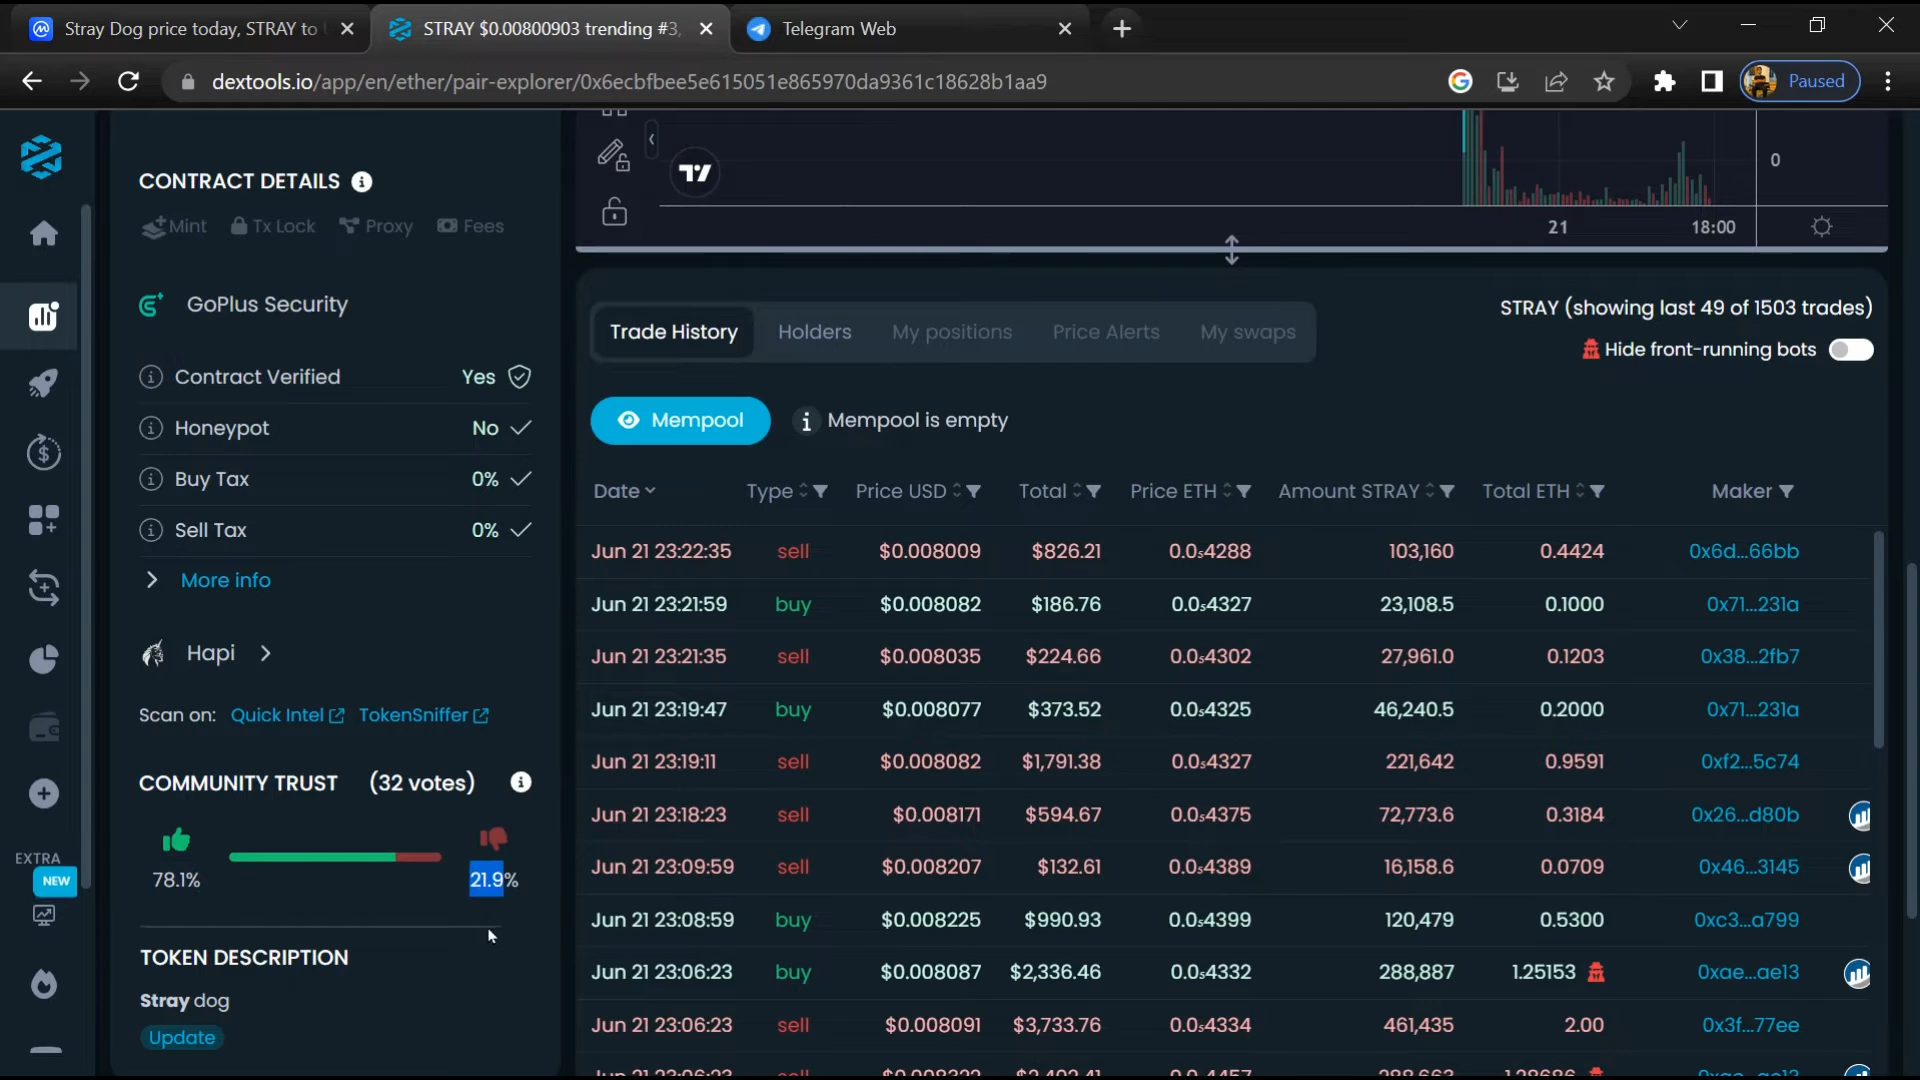 Stray Dog price today, STRAY to
STRAY $0.00800903 trending #3,
Telegram Web
dextools.io/app/en/ether/pair-explorer/0x6ecbfbee5e615051e865970da9361c18628b1aa9
Paused
CONTRACT DETAILS
Mint Tx Lock Proxy Fees
GoPlus Security
Contract Verified Yes
Honeypot No
Buy Tax 0%
Sell Tax 0%
More info
Hapi
Scan on: Quick Intel TokenSniffer
COMMUNITY TRUST (32 votes)
78.1% 21.9%
TOKEN DESCRIPTION
Stray dog
Update
EXTRA
NEW
0
21 18:00
Trade History Holders My positions Price Alerts My swaps
STRAY (showing last 49 of 1503 trades)
Hide front-running bots
Mempool Mempool is empty
Date Type Price USD Total Price ETH Amount STRAY Total ETH Maker
Jun 21 23:22:35 sell $0.008009 $826.21 0.0₅4288 103,160 0.4424 0x6d...66bb
Jun 21 23:21:59 buy $0.008082 $186.76 0.0₅4327 23,108.5 0.1000 0x71...231a
Jun 21 23:21:35 sell $0.008035 $224.66 0.0₅4302 27,961.0 0.1203 0x38...2fb7
Jun 21 23:19:47 buy $0.008077 $373.52 0.0₅4325 46,240.5 0.2000 0x71...231a
Jun 21 23:19:11 sell $0.008082 $1,791.38 0.0₅4327 221,642 0.9591 0xf2...5c74
Jun 21 23:18:23 sell $0.008171 $594.67 0.0₅4375 72,773.6 0.3184 0x26...d80b
Jun 21 23:09:59 sell $0.008207 $132.61 0.0₅4389 16,158.6 0.0709 0x46...3145
Jun 21 23:08:59 buy $0.008225 $990.93 0.0₅4399 120,479 0.5300 0xc3...a799
Jun 21 23:06:23 buy $0.008087 $2,336.46 0.0₅4332 288,887 1.25153 0xae...ae13
Jun 21 23:06:23 sell $0.008091 $3,733.76 0.0₅4334 461,435 2.00 0x3f...77ee